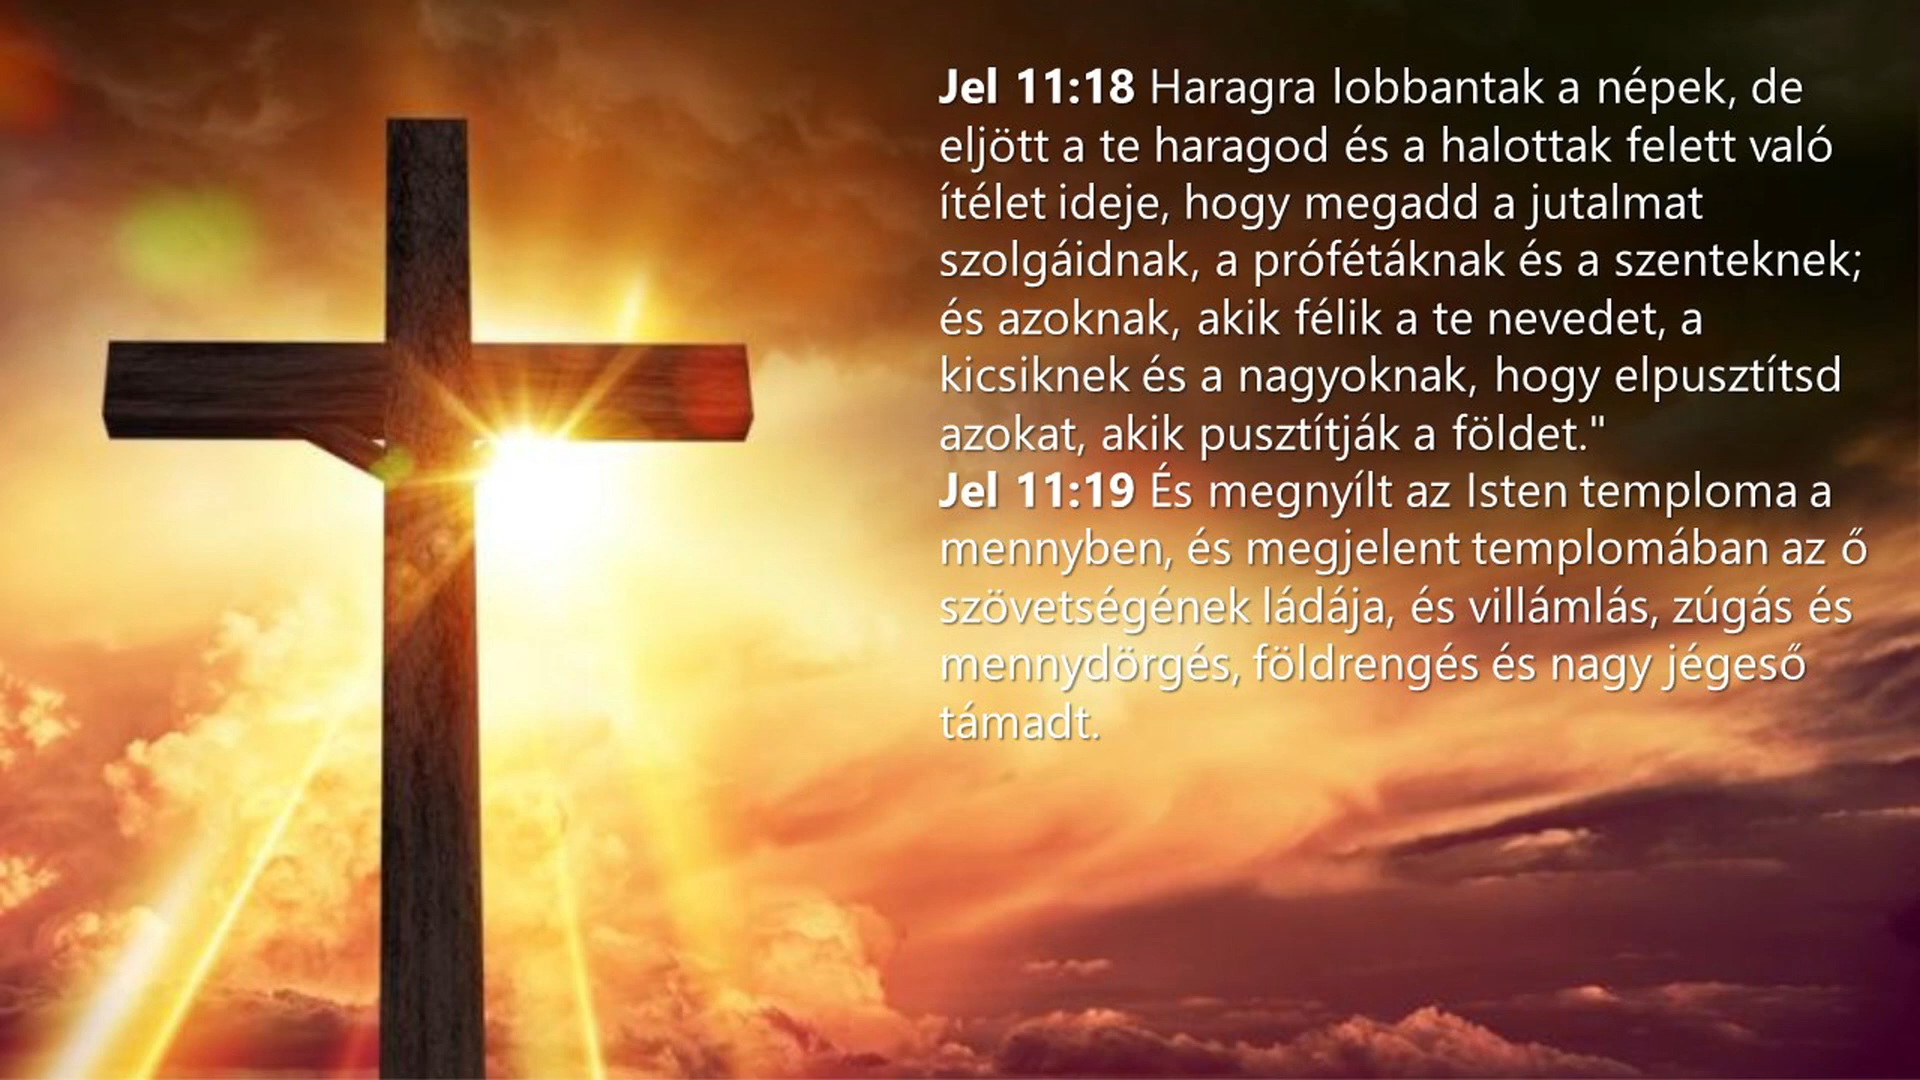 Jel 11:18 Haragra lobbantak a népek, de
eljött a te haragod és a halottak felett való
ítélet ideje, hogy megadd a jutalmat
szolgáidnak, a prófétáknak és a szenteknek;
és azoknak, akik félik a te nevedet, a
kicsiknek és a nagyoknak, hogy elpusztítsd
azokat, akik pusztítják a földet."
Jel 11:19 És megnyílt az Isten temploma a
mennyben, és megjelent templomában az ő
szövetségének ládája, és villámlás, zúgás és
mennydörgés, földrengés és nagy jégeső
támadt.